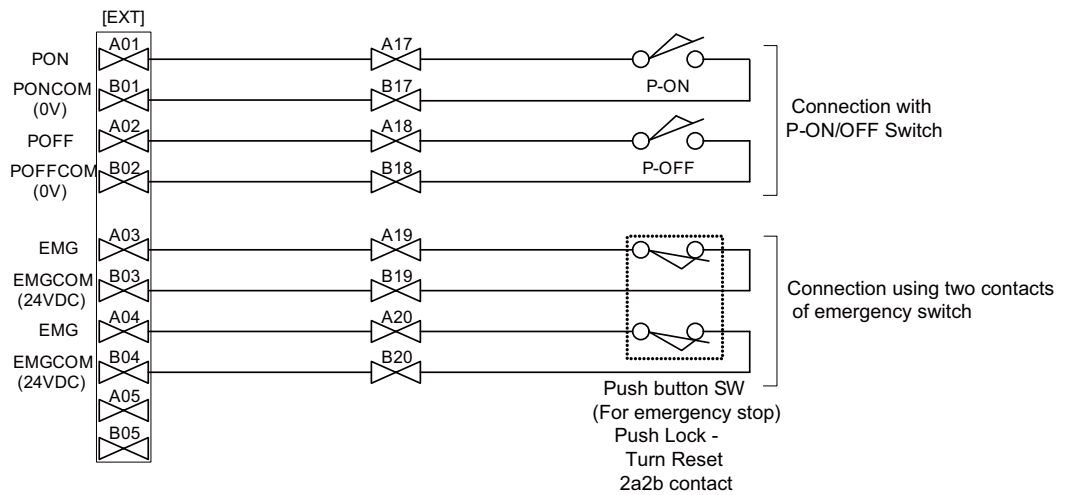 [EXT]
PON A01 A17
PONCOM B01 B17 P-ON
(0V)
POFF A02 A18
POFFCOM B02 B18 P-OFF
(0V)
Connection with
P-ON/OFF Switch
EMG A03 A19
EMGCOM B03 B19
(24VDC)
EMG A04 A20
EMGCOM B04 B20
(24VDC)
A05
B05
Connection using two contacts
of emergency switch
Push button SW
(For emergency stop)
Push Lock -
Turn Reset
2a2b contact